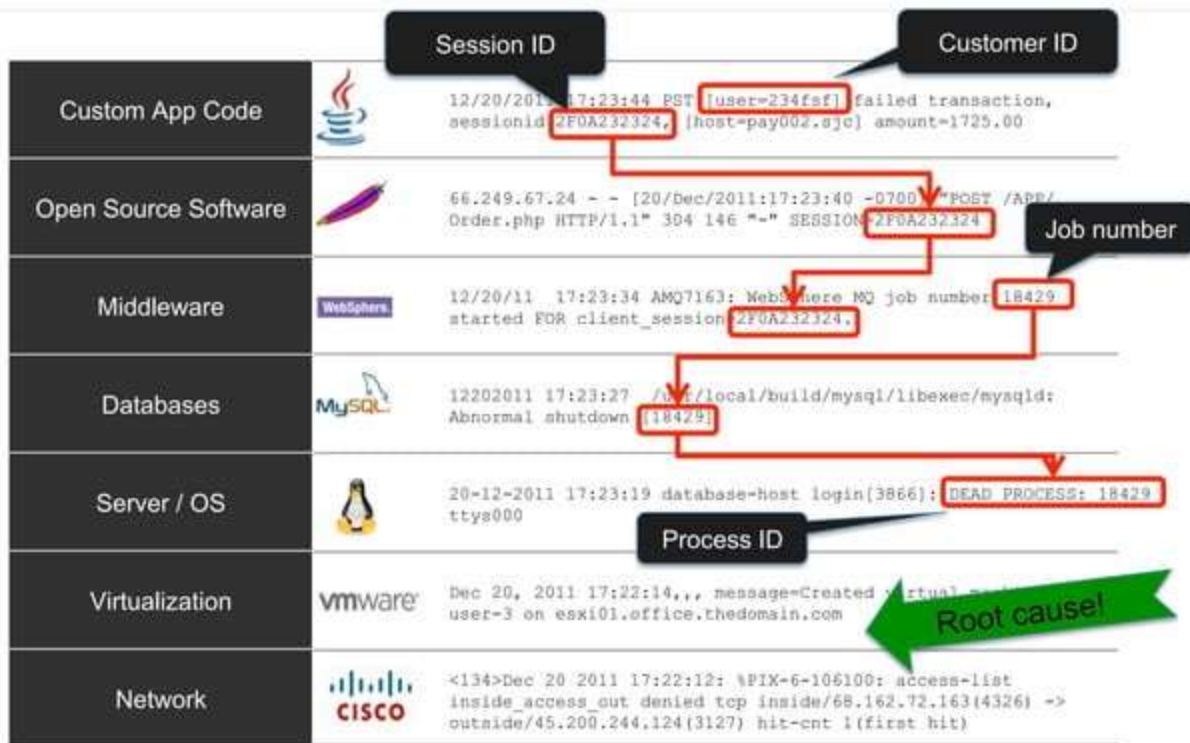 Session ID
Customer ID
Custom App Code
12/20/2011 17:23:44 PST [user=234fsf] failed transaction,
sessionid 2F0A232324, [host=pay002.sjc] amount=1725.00
Open Source Software
66.249.67.24 - - [20/Dec/2011:17:23:40 -0700] "POST /APP/
Order.php HTTP/1.1" 304 146 "-" SESSION 2F0A232324
Job number
Middleware
WebSphere
12/20/11 17:23:34 AMQ7163: WebSphere MQ job number 18429
started FOR client_session 2F0A232324,
Databases
MySQL
12202011 17:23:27 /usr/local/build/mysql/libexec/mysqld:
Abnormal shutdown [18429]
Server / OS
20-12-2011 17:23:19 database-host login[3866]: DEAD PROCESS: 18429
ttys000
Process ID
Virtualization
vmware
Dec 20, 2011 17:22:14,,, message=Created virtual
user-3 on esxi01.office.thedomain.com
Root cause!
Network
CISCO
<134>Dec 20 2011 17:22:12: %PIX-6-106100: access-list
inside_access_out denied tcp inside/68.162.72.163(4326) ->
outside/45.200.244.124(3127) hit-cnt 1(first hit)